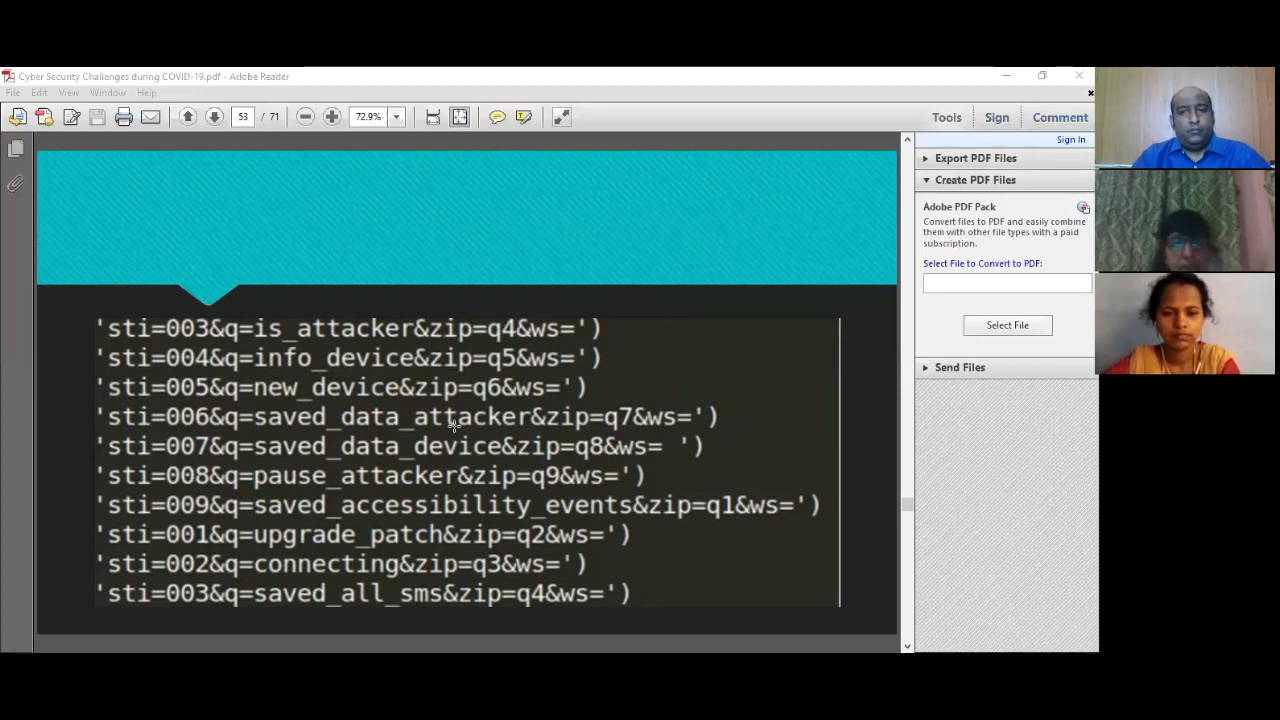 Cyber Security Challenges during COVID-19.pdf - Adobe Reader
File Edit View Window Help
53 / 71 72.9% Tools Sign Comment
Sign In
Export PDF Files
Create PDF Files
Adobe PDF Pack
Convert files to PDF and easily combine
them with other file types with a paid
subscription.
Select File to Convert to PDF:
Select File
Send Files
'sti=003&q=is_attacker&zip=q4&ws=')
'sti=004&q=info_device&zip=q5&ws=')
'sti=005&q=new_device&zip=q6&ws=')
'sti=006&q=saved_data_attacker&zip=q7&ws=')
'sti=007&q=saved_data_device&zip=q8&ws= ')
'sti=008&q=pause_attacker&zip=q9&ws=')
'sti=009&q=saved_accessibility_events&zip=q1&ws=')
'sti=001&q=upgrade_patch&zip=q2&ws=')
'sti=002&q=connecting&zip=q3&ws=')
'sti=003&q=saved_all_sms&zip=q4&ws=')